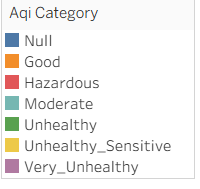 Aqi Category
Null
Good
Hazardous
Moderate
Unhealthy
Unhealthy_Sensitive
Very_Unhealthy